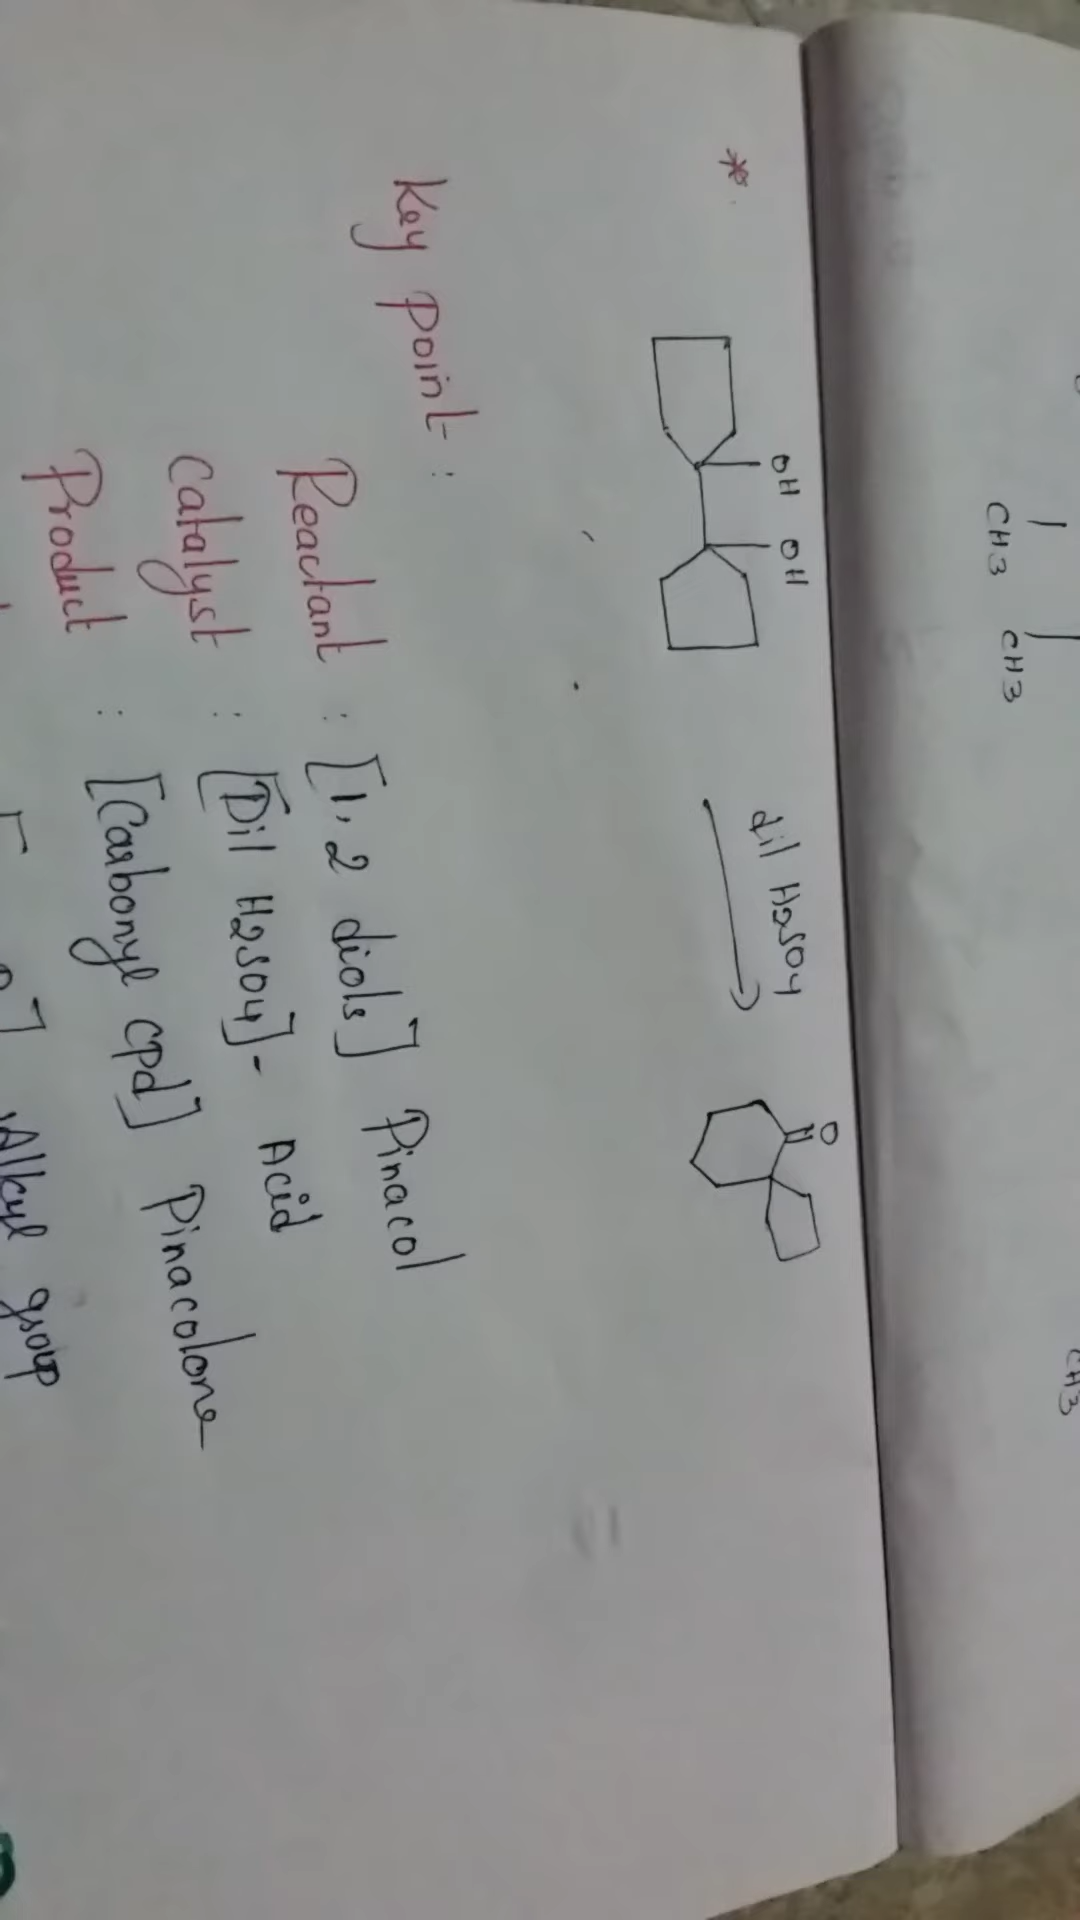 CH3 CH3 CH3
*
OH OH
dil H2SO4
O
Key point :
Reactant : [1, 2 diols] Pinacol
Catalyst : [Dil H2SO4] - Acid
Product : [Carbonyl cpd] Pinacolone
Alkyl group